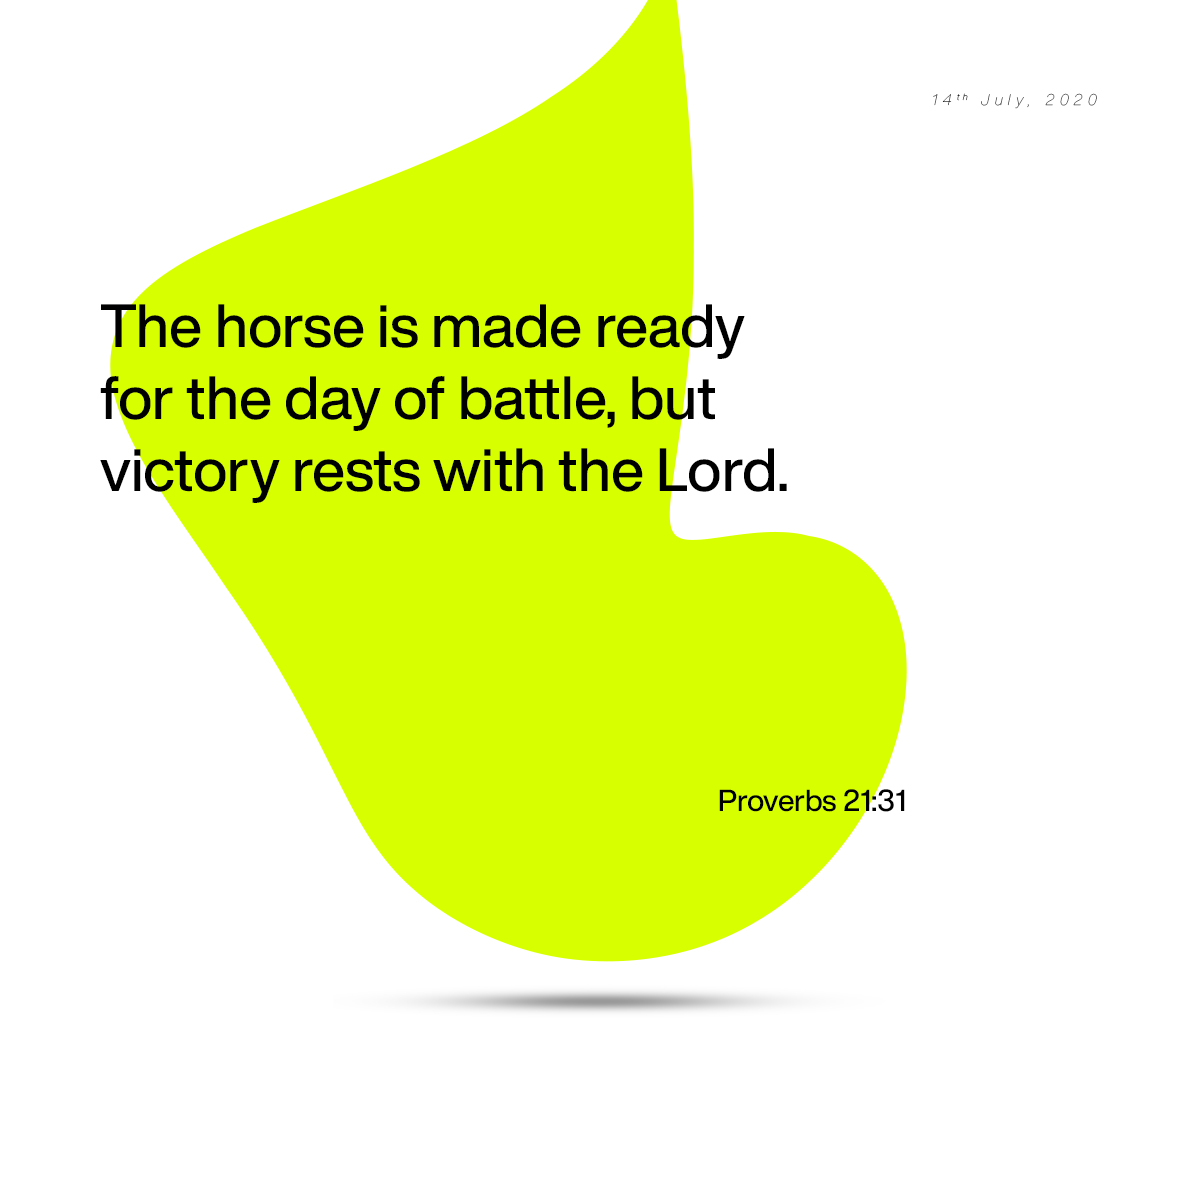 14th July, 2020
The horse is made ready
for the day of battle, but
victory rests with the Lord.
Proverbs 21:31